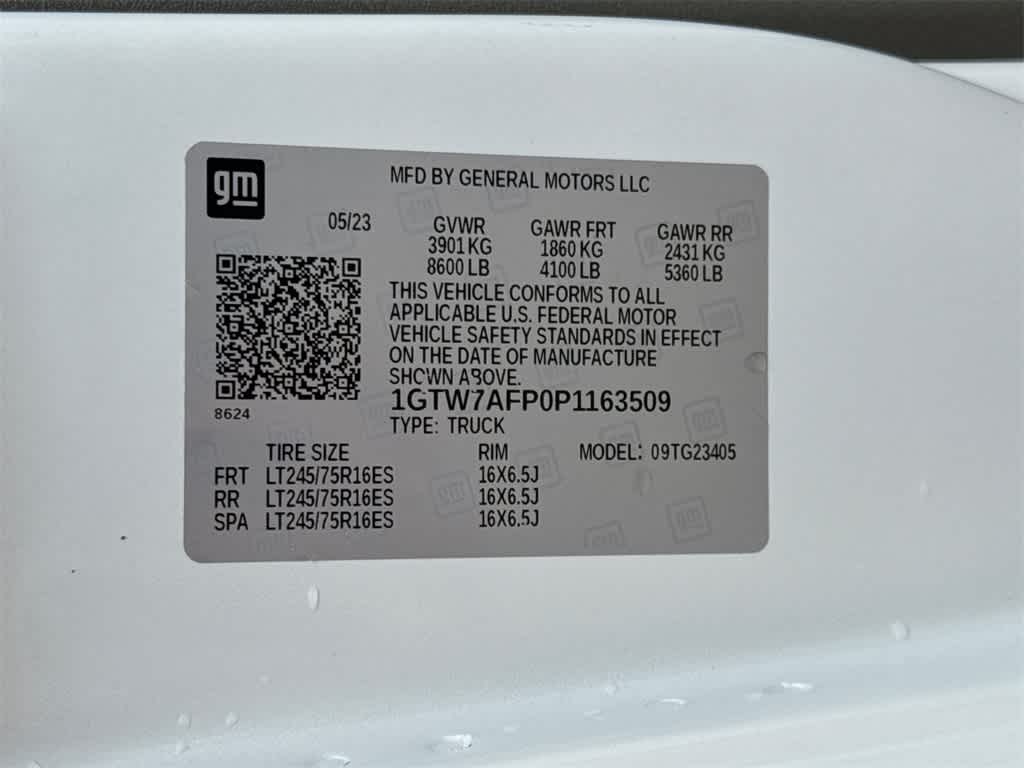 gm
MFD BY GENERAL MOTORS LLC
05/23 GVWR GAWR FRT GAWR RR
3901 KG 1860 KG 2431 KG
8600 LB 4100 LB 5360 LB
THIS VEHICLE CONFORMS TO ALL
APPLICABLE U.S. FEDERAL MOTOR
VEHICLE SAFETY STANDARDS IN EFFECT
ON THE DATE OF MANUFACTURE
SHOWN ABOVE.
8624
1GTW7AFP0P1163509
TYPE: TRUCK
TIRE SIZE RIM MODEL: 09TG23405
FRT LT245/75R16ES 16X6.5J
RR LT245/75R16ES 16X6.5J
SPA LT245/75R16ES 16X6.5J